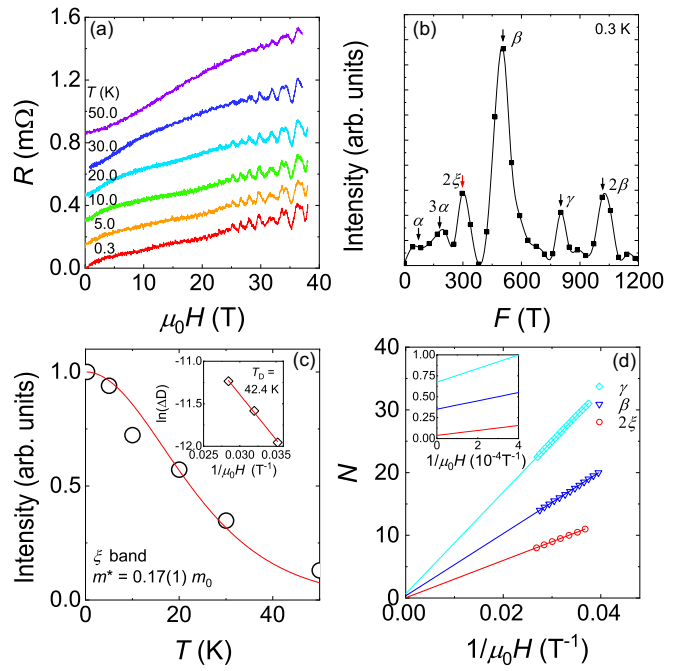 (a)
R (mΩ)
1.6
1.2
0.8
0.4
0.0
T (K)
50.0
30.0
20.0
10.0
5.0
0.3
0 10 20 30 40
μ₀H (T)
(b)
0.3 K
Intensity (arb. units)
α
3α
2ξ
β
γ
2β
0 300 600 900 1200
F (T)
(c)
Intensity (arb. units)
1.0
0.5
0.0
ξ band
m* = 0.17(1) m₀
0 20 40
T (K)
ln(ΔD)
-11.0
-11.5
-12.0
T_D =
42.4 K
0.025 0.030 0.035
1/μ₀H (T⁻¹)
(d)
N
40
30
20
10
0
γ
β
2ξ
1.00
0.75
0.50
0.25
0.00
0 2 4
1/μ₀H (10⁻⁴T⁻¹)
0.00 0.02 0.04
1/μ₀H (T⁻¹)